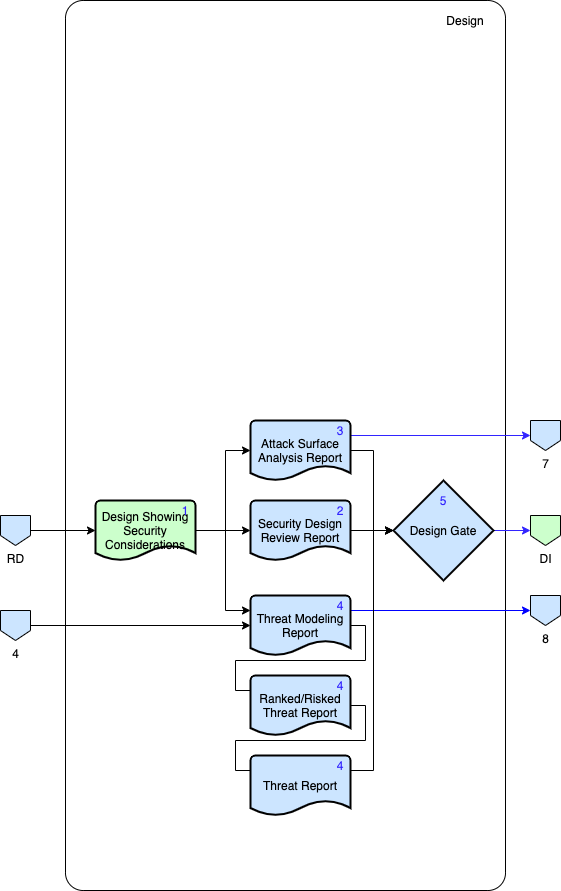 Design
3
Attack Surface
Analysis Report
7
1
Design Showing
Security
Considerations
2
Security Design
Review Report
5
Design Gate
RD
DI
4
Threat Modeling
Report
4
8
4
Ranked/Risked
Threat Report
4
Threat Report